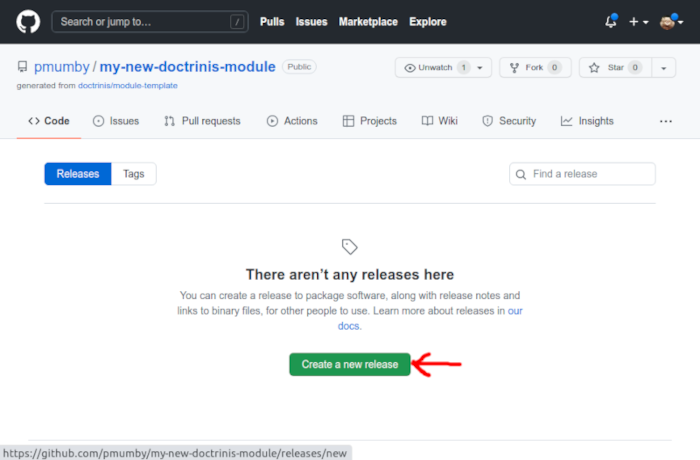 Search or jump to… / Pulls Issues Marketplace Explore
pmumby / my-new-doctrinis-module Public Unwatch 1 Fork 0 Star 0
generated from doctrinis/module-template
<> Code Issues Pull requests Actions Projects Wiki Security Insights ...
Releases Tags Find a release
There aren’t any releases here
You can create a release to package software, along with release notes and
links to binary files, for other people to use. Learn more about releases in our
docs.
Create a new release
https://github.com/pmumby/my-new-doctrinis-module/releases/new